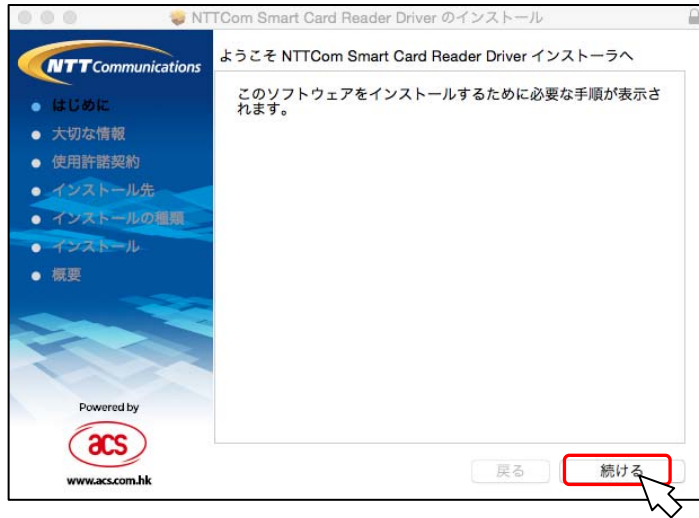 NTTCom Smart Card Reader Driver のインストール
NTT Communications
ようこそ NTTCom Smart Card Reader Driver インストーラへ
はじめに
大切な情報
使用許諾契約
インストール先
インストールの種類
インストール
概要
このソフトウェアをインストールするために必要な手順が表示さ
れます。
Powered by
acs
www.acs.com.hk
戻る
続ける